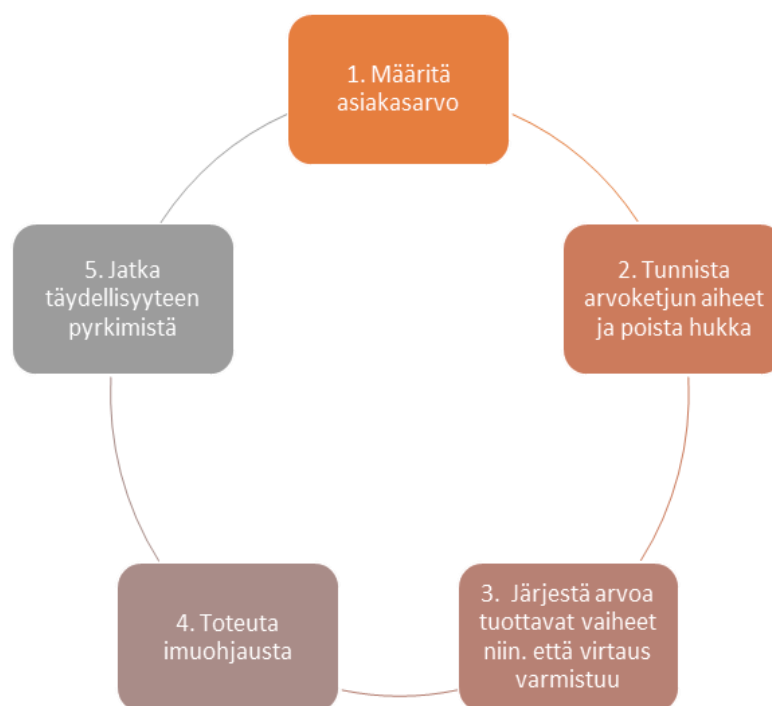 1. Määritä
asiakasarvo
2. Tunnista
arvoketjun aiheet
ja poista hukka
3. Järjestä arvoa
tuottavat vaiheet
niin. että virtaus
varmistuu
4. Toteuta
imuohjausta
5. Jatka
täydellisyyteen
pyrkimistä